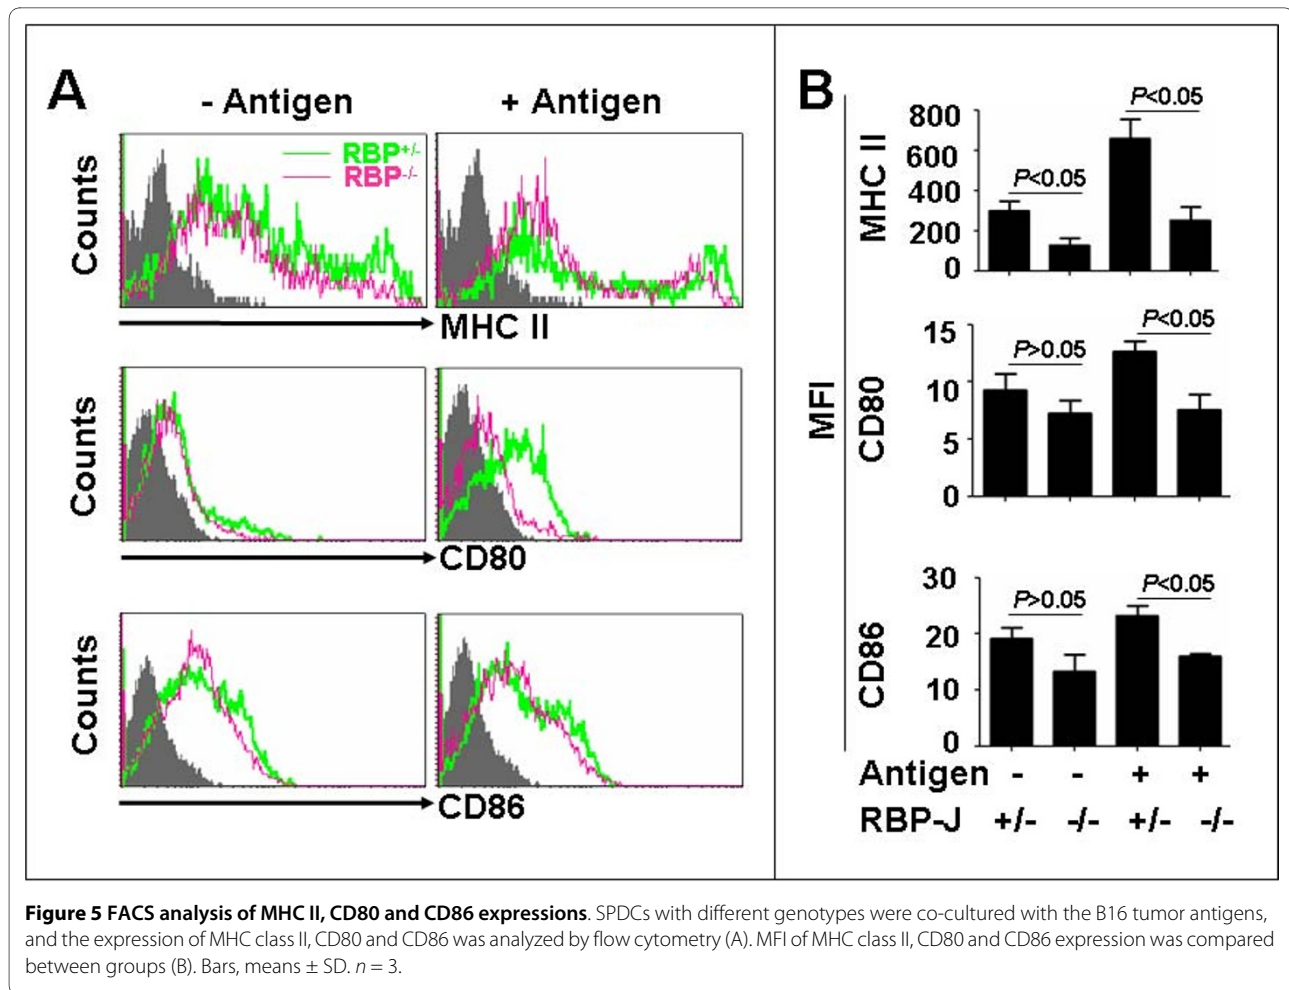 A
- Antigen
+ Antigen
RBP+/-
RBP-/-
Counts
MHC II
Counts
CD80
Counts
CD86
B
MFI
MHC II
800
600
400
200
0
P<0.05
P<0.05
CD80
15
10
5
0
P>0.05
P<0.05
CD86
30
20
10
0
P>0.05
P<0.05
Antigen - - + +
RBP-J +/- -/- +/- -/-
Figure 5 FACS analysis of MHC II, CD80 and CD86 expressions. SPDCs with different genotypes were co-cultured with the B16 tumor antigens,
and the expression of MHC class II, CD80 and CD86 was analyzed by flow cytometry (A). MFI of MHC class II, CD80 and CD86 expression was compared
between groups (B). Bars, means ± SD. n = 3.